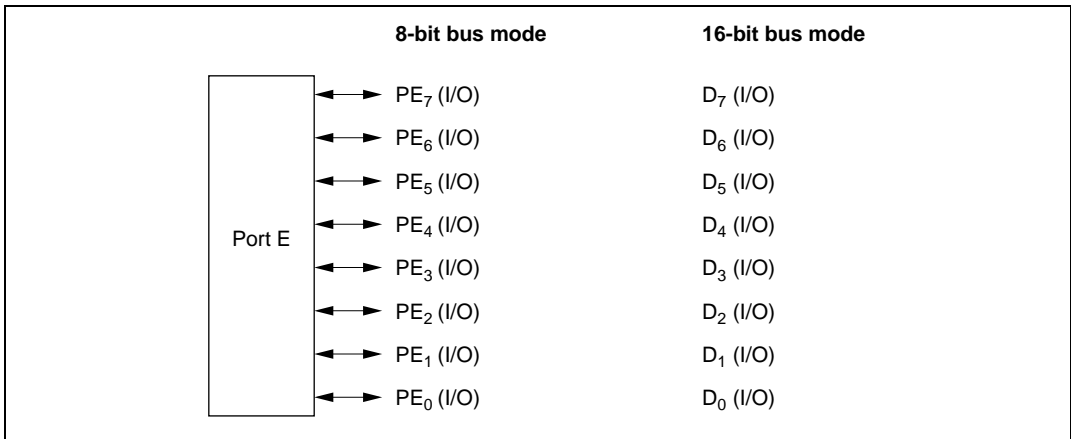 8-bit bus mode 16-bit bus mode
PE7 (I/O) D7 (I/O)
PE6 (I/O) D6 (I/O)
PE5 (I/O) D5 (I/O)
PE4 (I/O) D4 (I/O)
Port E
PE3 (I/O) D3 (I/O)
PE2 (I/O) D2 (I/O)
PE1 (I/O) D1 (I/O)
PE0 (I/O) D0 (I/O)